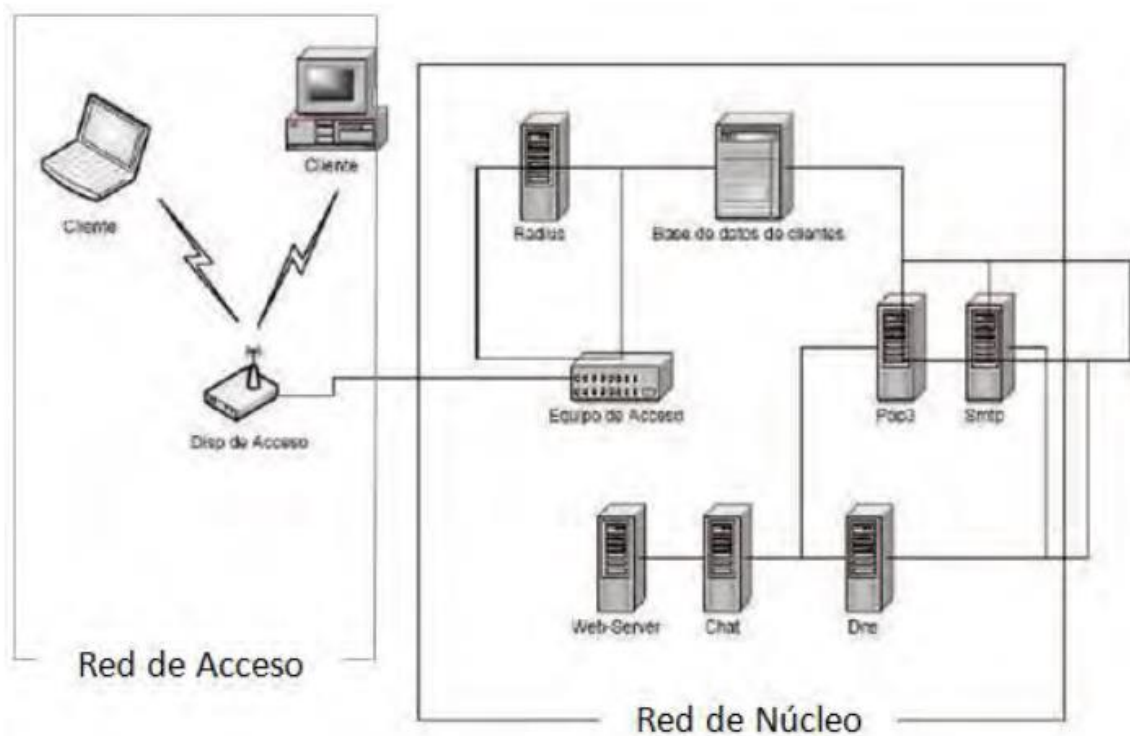 Cliente
Cliente
Disp de Acceso
Red de Acceso
Radius
Base de datos de clientes
Equipo de Acceso
Pop3
Smtp
Web-Server
Chat
Dns
Red de Núcleo